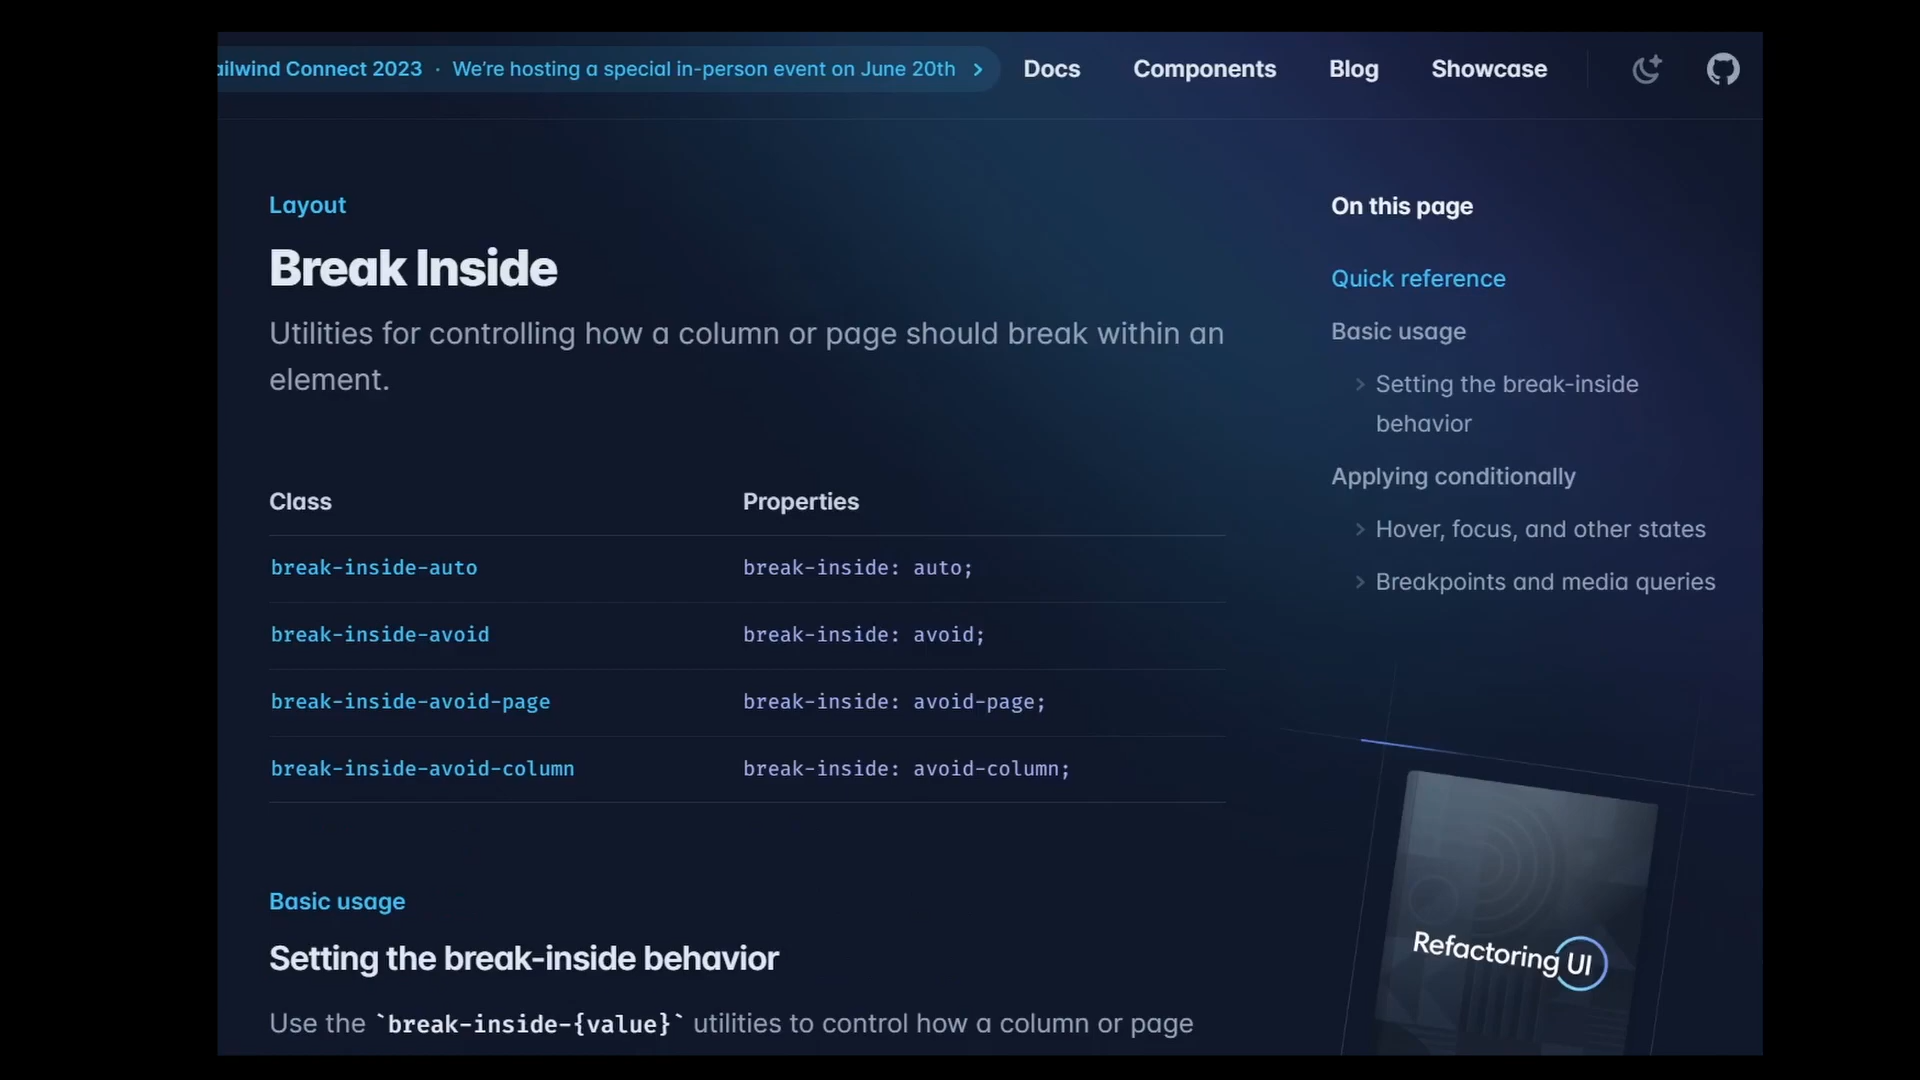 ailwind Connect 2023 · We're hosting a special in-person event on June 20th
Docs
Components
Blog
Showcase
Layout
Break Inside
Utilities for controlling how a column or page should break within an
element.
Class Properties
break-inside-auto break-inside: auto;
break-inside-avoid break-inside: avoid;
break-inside-avoid-page break-inside: avoid-page;
break-inside-avoid-column break-inside: avoid-column;
Basic usage
Setting the break-inside behavior
Use the `break-inside-{value}` utilities to control how a column or page
On this page
Quick reference
Basic usage
Setting the break-inside
behavior
Applying conditionally
Hover, focus, and other states
Breakpoints and media queries
Refactoring UI